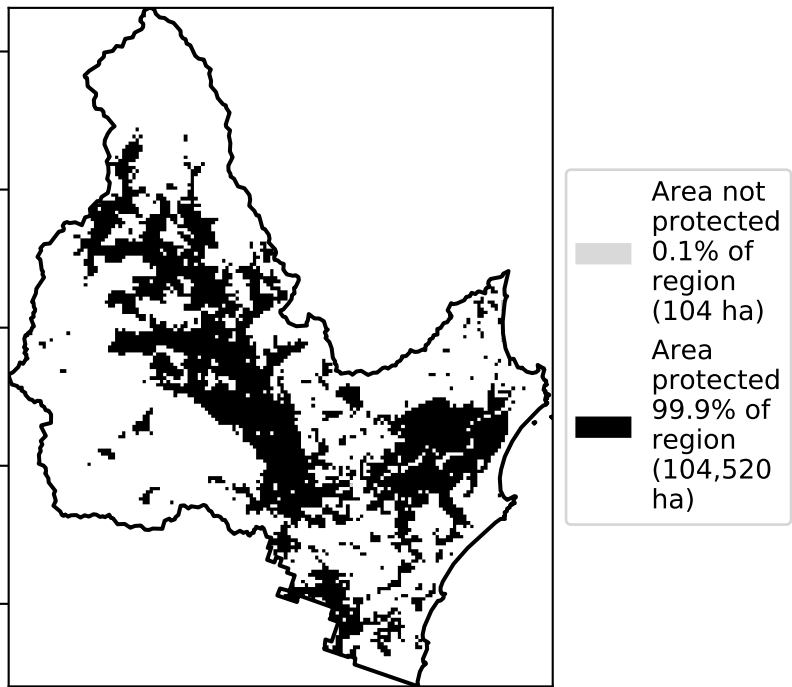 Area not
protected
0.1% of
region
(104 ha)
Area
protected
99.9% of
region
(104,520
ha)